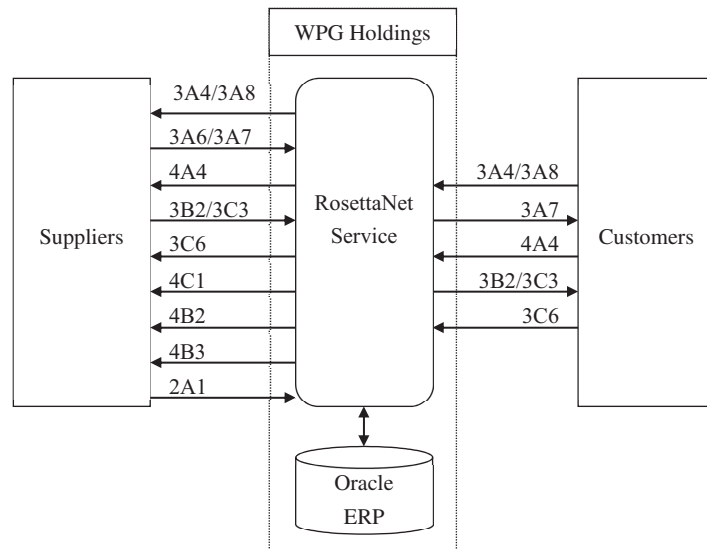 WPG Holdings
3A4/3A8
3A6/3A7
4A4
3B2/3C3
3C6
4C1
4B2
4B3
2A1
Suppliers
RosettaNet
Service
3A4/3A8
3A7
4A4
3B2/3C3
3C6
Customers
Oracle
ERP